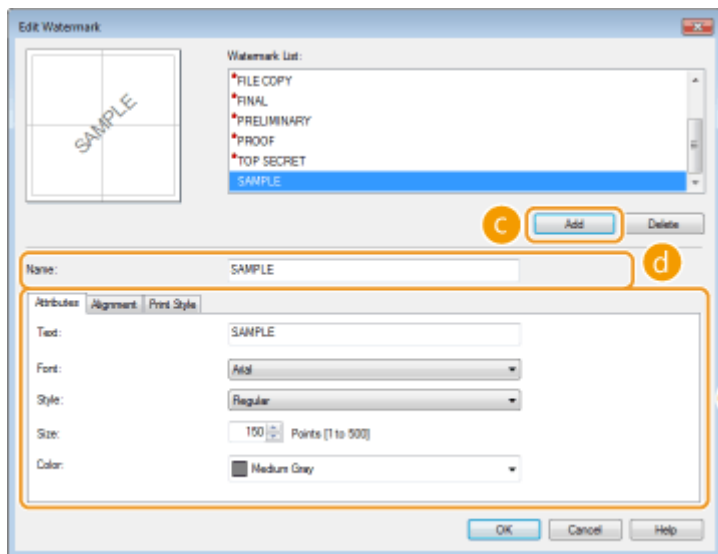 Edit Watermark
Watermark List:
SAMPLE
*FILE COPY
*FINAL
*PRELIMINARY
*PROOF
*TOP SECRET
SAMPLE
C Add Delete
d
Name: SAMPLE
Attributes Alignment Print Style
Text: SAMPLE
Font: Arial
Style: Regular
Size: 150 Points [1 to 500]
Color: Medium Gray
OK Cancel Help